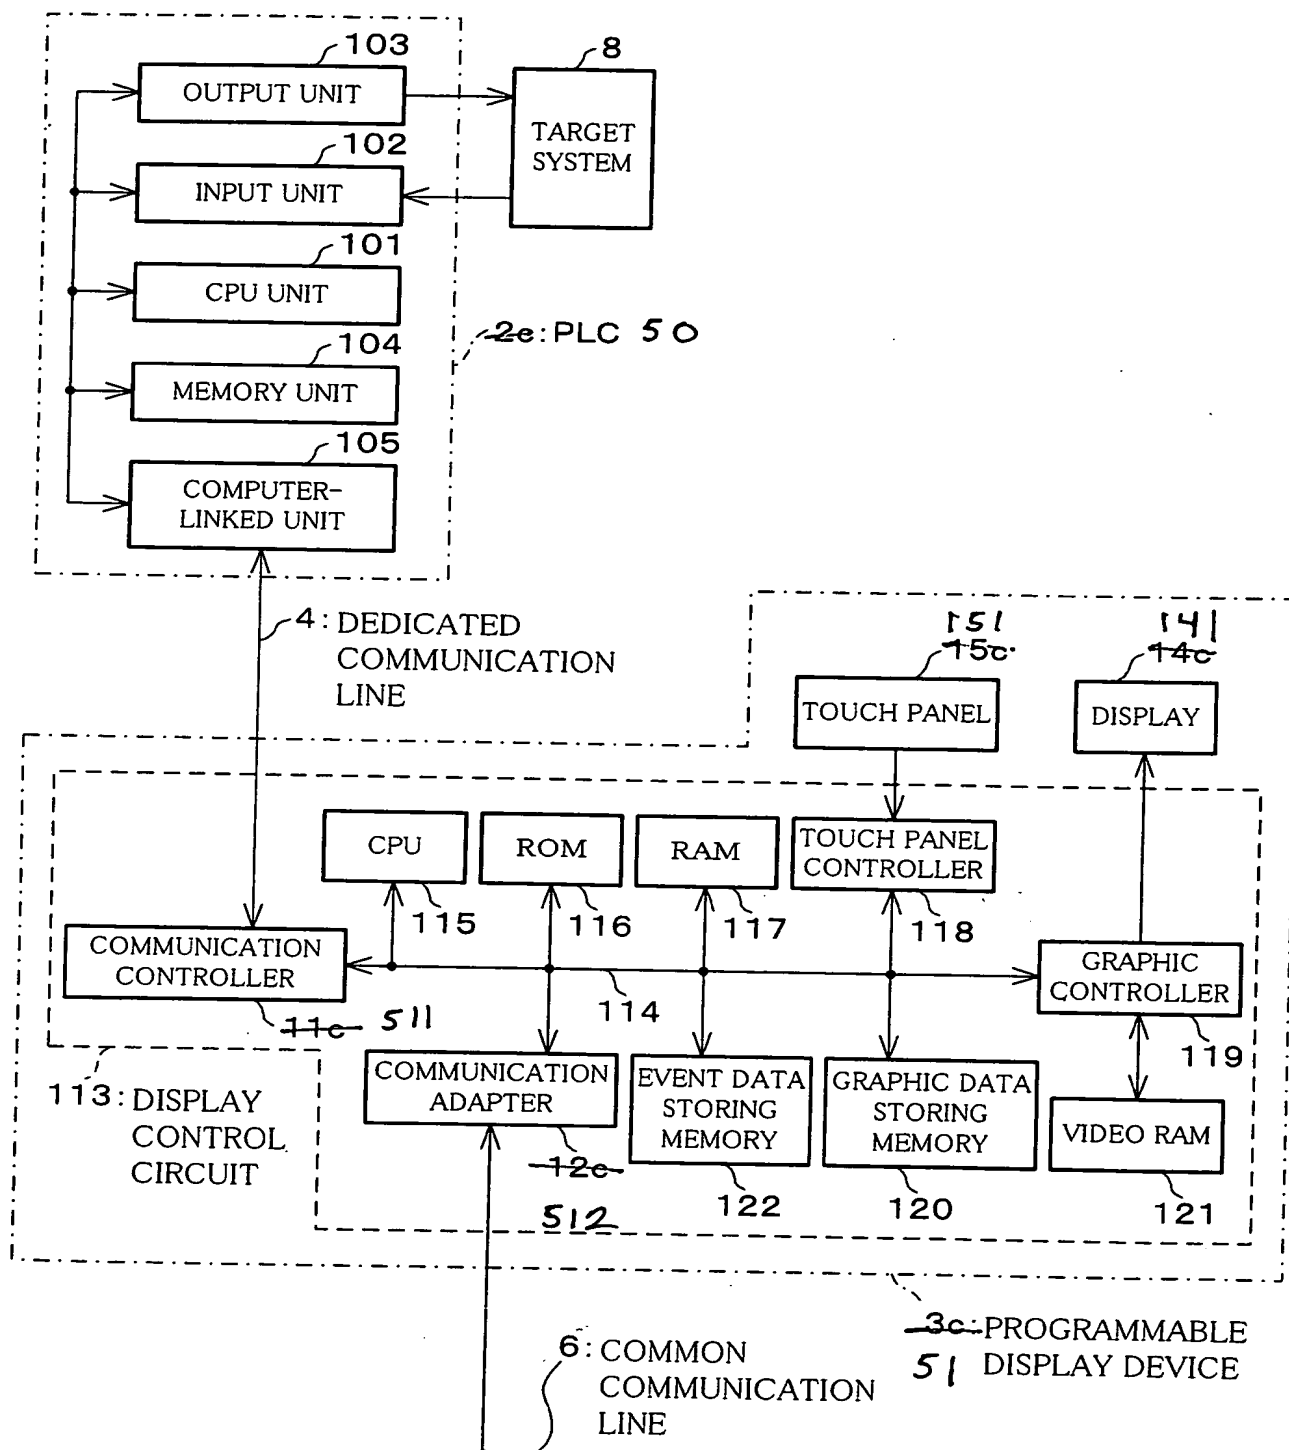 103
8
OUTPUT UNIT
TARGET
SYSTEM
102
INPUT UNIT
101
CPU UNIT
2c: PLC 50
104
MEMORY UNIT
105
COMPUTER-
LINKED UNIT
4: DEDICATED
COMMUNICATION
LINE
151
15c
141
14c
TOUCH PANEL
DISPLAY
CPU
ROM
RAM
TOUCH PANEL
CONTROLLER
115
116
117
118
COMMUNICATION
CONTROLLER
GRAPHIC
CONTROLLER
11c 511
114
119
113: DISPLAY
CONTROL
CIRCUIT
COMMUNICATION
ADAPTER
EVENT DATA
STORING
MEMORY
GRAPHIC DATA
STORING
MEMORY
VIDEO RAM
12c
512
122
120
121
3c: PROGRAMMABLE
51 DISPLAY DEVICE
6: COMMON
COMMUNICATION
LINE